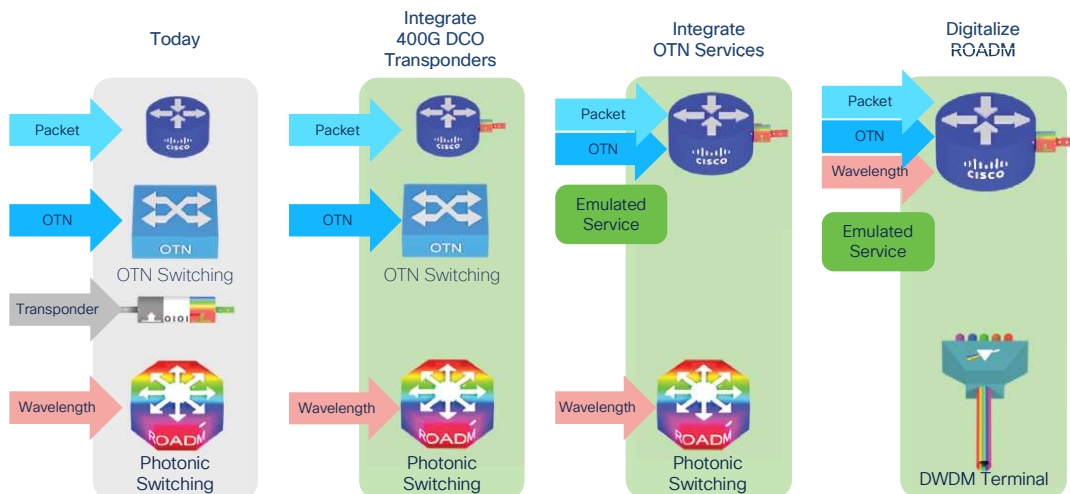 Today
Packet
CISCO
OTN
OTN
OTN Switching
Transponder
0101
Wavelength
ROADM
Photonic
Switching
Integrate
400G DCO
Transponders
Packet
CISCO
OTN
OTN
OTN Switching
Wavelength
ROADM
Photonic
Switching
Integrate
OTN Services
Packet
OTN
CISCO
Emulated
Service
Wavelength
ROADM
Photonic
Switching
Digitalize
ROADM
Packet
OTN
Wavelength
CISCO
Emulated
Service
DWDM Terminal